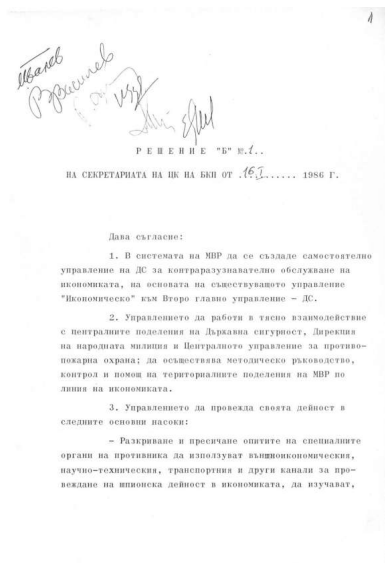 1
РЕШЕНИЕ "Б" №.1..
НА СЕКРЕТАРИАТА НА ЦК НА БКП ОТ .16.I...... 1986 Г.
Дава съгласие:
1. В системата на МВР да се създаде самостоятелно
управление на ДС за контраразузнавателно обслужване на
икономиката, на основата на съществуващото управление
"Икономическо" към Второ главно управление – ДС.
2. Управлението да работи в тясно взаимодействие
с централните поделения на Държавна сигурност, Дирекция
на народната милиция и Централното управление за противо-
пожарна охрана; да осъществява методическо ръководство,
контрол и помощ на териториалните поделения на МВР по
линия на икономиката.
3. Управлението да провежда своята дейност в
следните основни насоки:
– Разкриване и пресичане опитите на специалните
органи на противника да използуват външноикономическия,
научно-техническия, транспортния и други канали за про-
веждане на шпионска дейност в икономиката, да изучават,